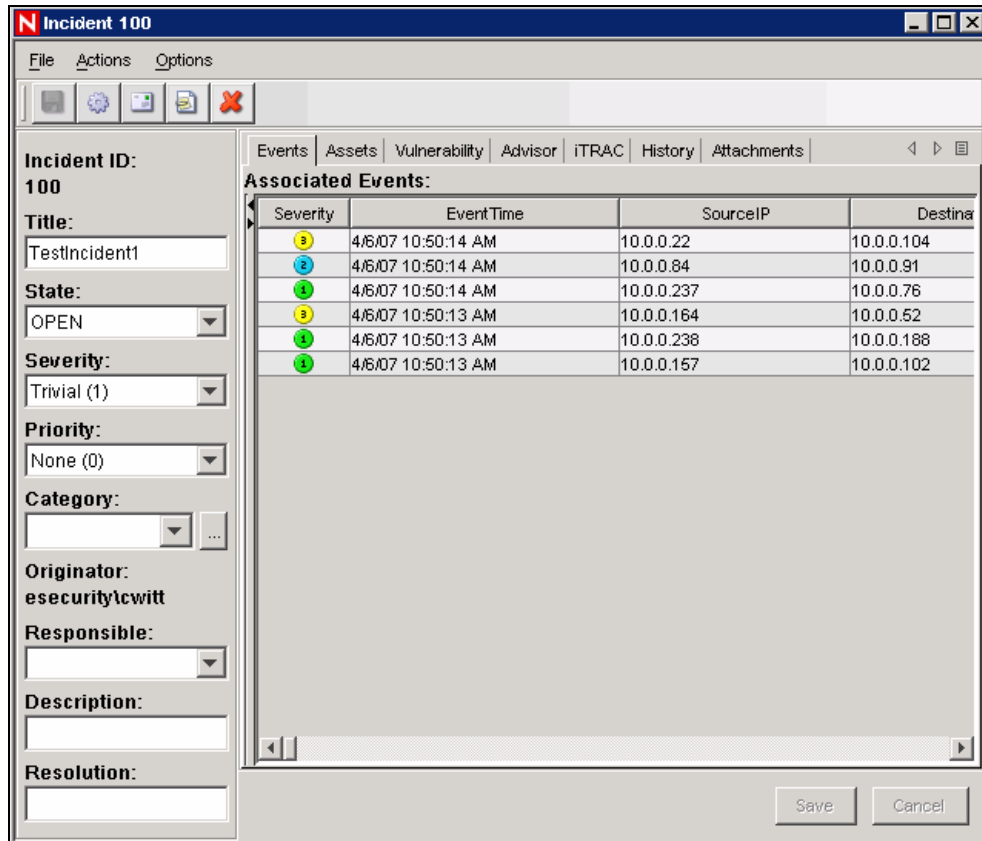 N Incident 100
File Actions Options
Incident ID:
100
Title:
TestIncident1
State:
OPEN
Severity:
Trivial (1)
Priority:
None (0)
Category:
...
Originator:
esecurity\cwitt
Responsible:
Description:
Resolution:
Events Assets Vulnerability Advisor iTRAC History Attachments
Associated Events:
Severity EventTime SourceIP Destina
3 4/6/07 10:50:14 AM 10.0.0.22 10.0.0.104
2 4/6/07 10:50:14 AM 10.0.0.84 10.0.0.91
1 4/6/07 10:50:14 AM 10.0.0.237 10.0.0.76
3 4/6/07 10:50:13 AM 10.0.0.164 10.0.0.52
1 4/6/07 10:50:13 AM 10.0.0.238 10.0.0.188
1 4/6/07 10:50:13 AM 10.0.0.157 10.0.0.102
Save Cancel